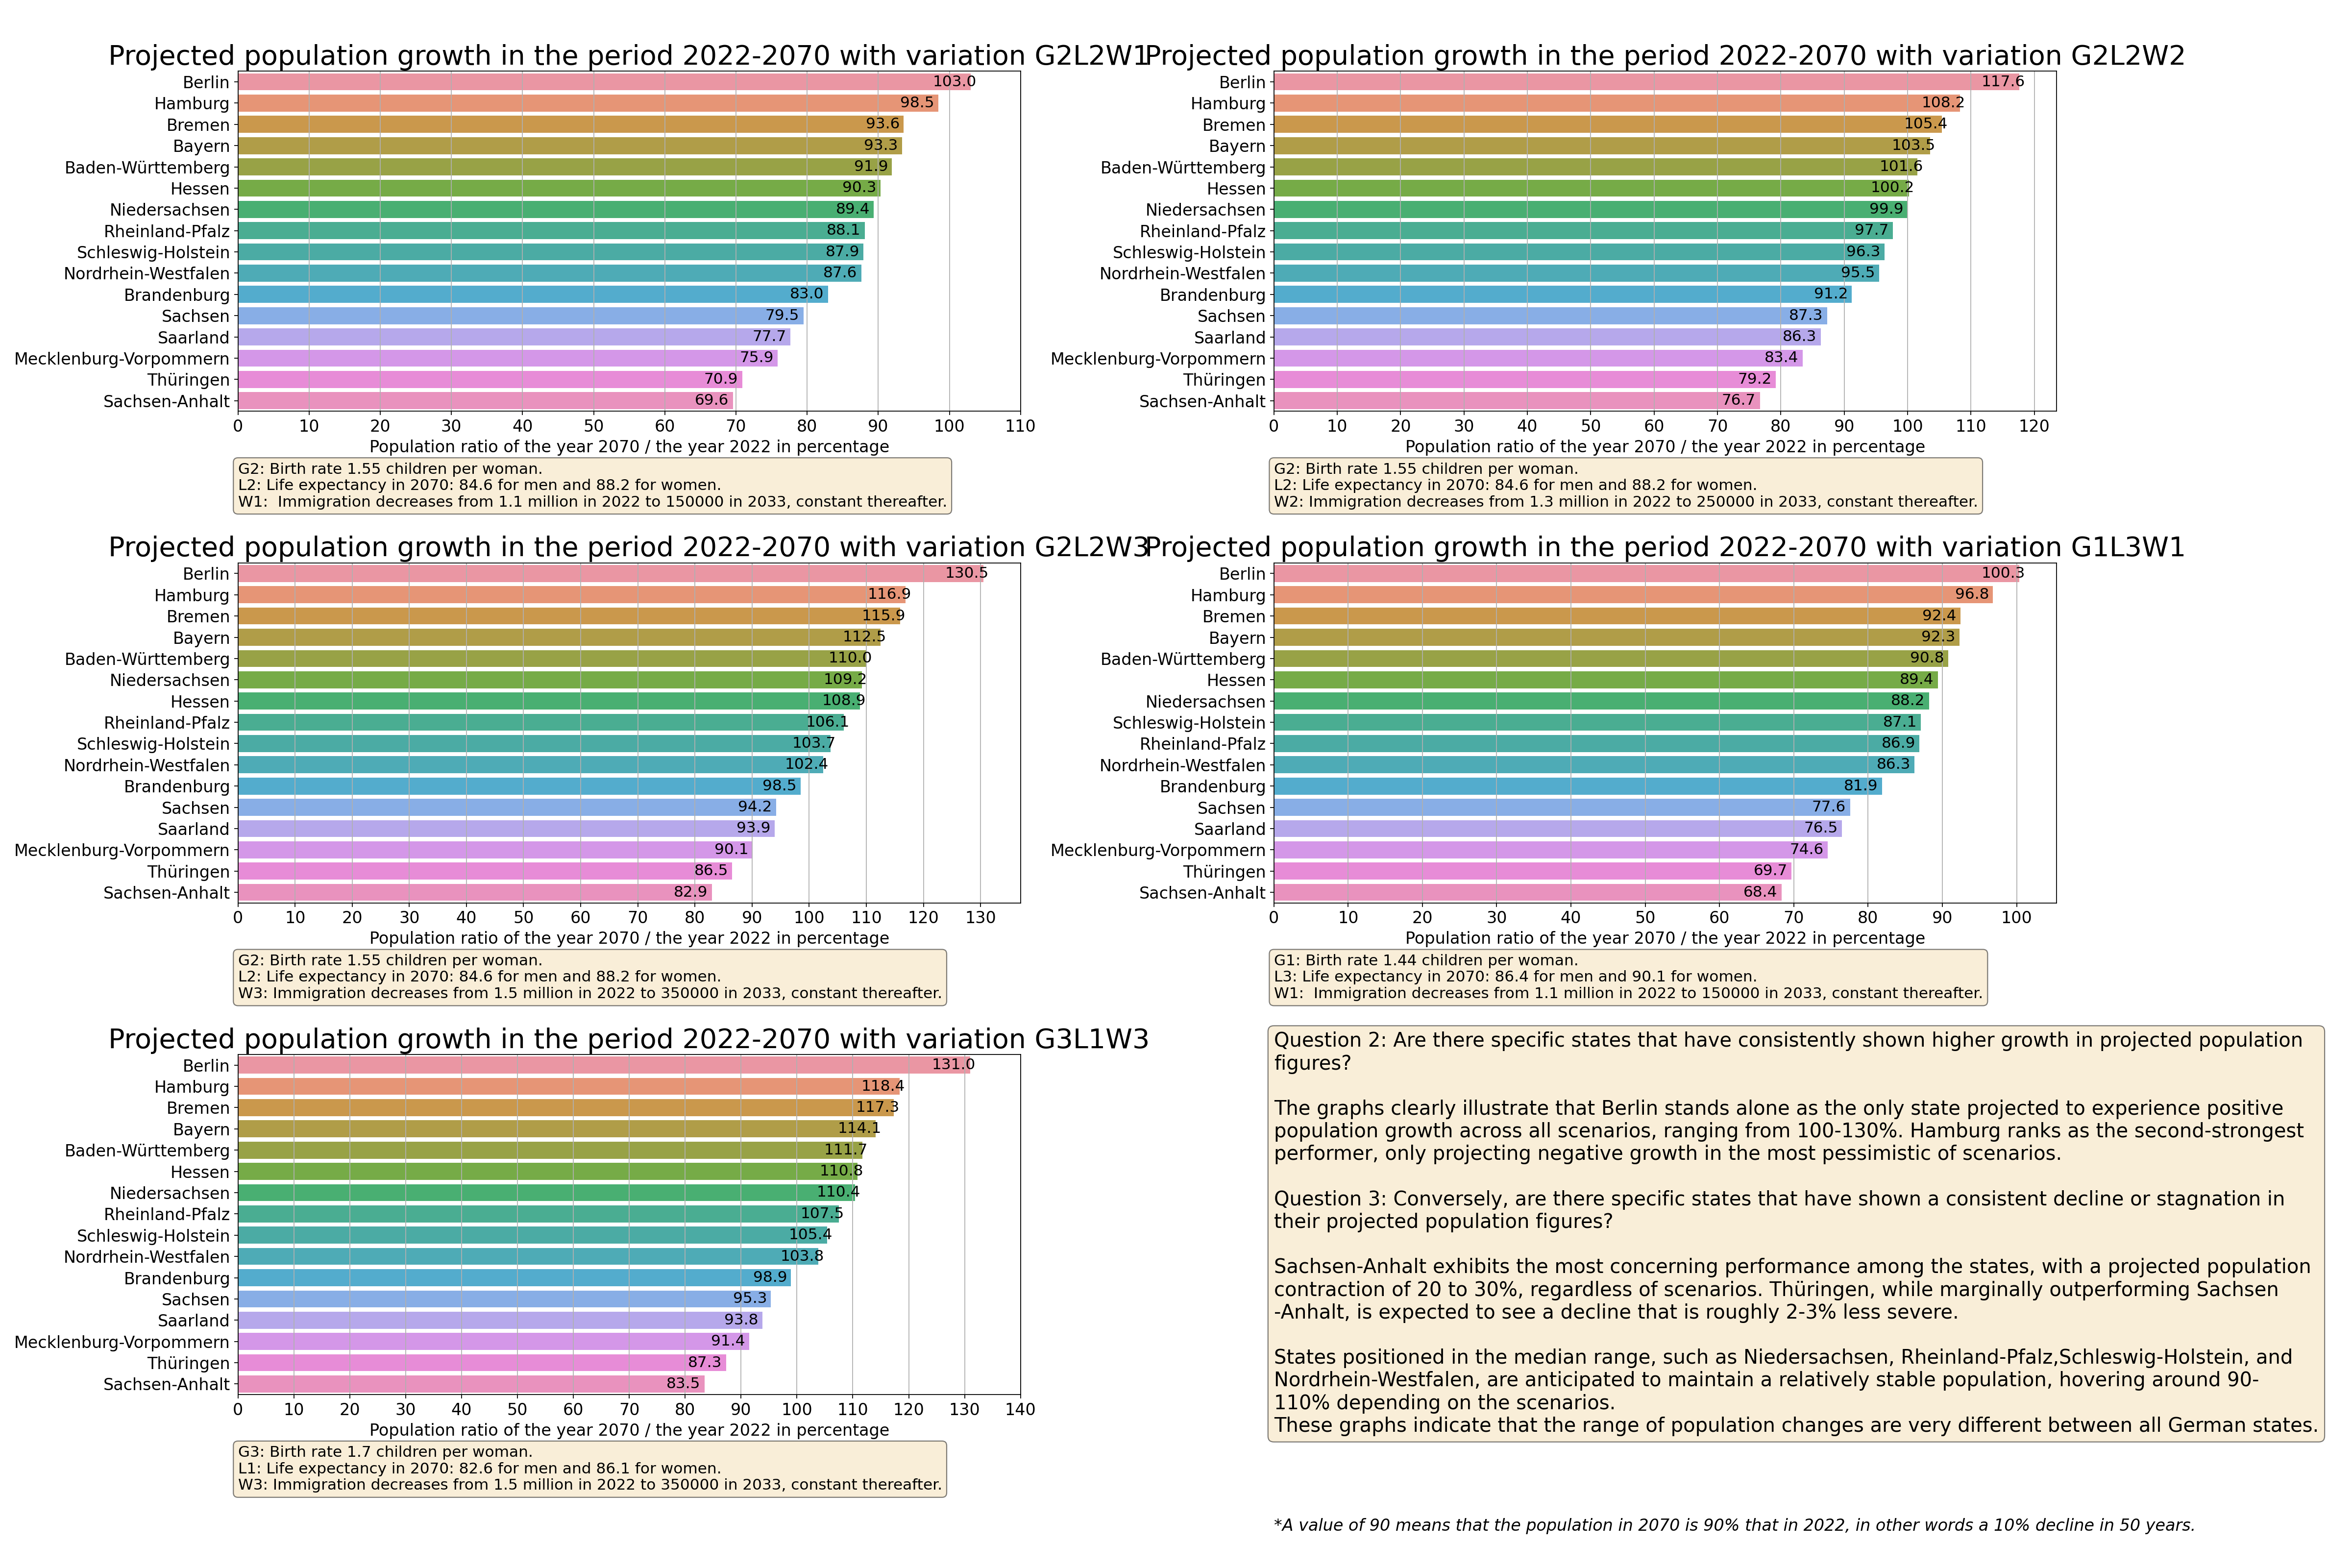 Projected population growth in the period 2022-2070 with variation G2L2W1
Berlin 103.0
Hamburg 98.5
Bremen 93.6
Bayern 93.3
Baden-Württemberg 91.9
Hessen 90.3
Niedersachsen 89.4
Rheinland-Pfalz 88.1
Schleswig-Holstein 87.9
Nordrhein-Westfalen 87.6
Brandenburg 83.0
Sachsen 79.5
Saarland 77.7
Mecklenburg-Vorpommern 75.9
Thüringen 70.9
Sachsen-Anhalt 69.6
0 10 20 30 40 50 60 70 80 90 100 110
Population ratio of the year 2070 / the year 2022 in percentage
G2: Birth rate 1.55 children per woman.
L2: Life expectancy in 2070: 84.6 for men and 88.2 for women.
W1:  Immigration decreases from 1.1 million in 2022 to 150000 in 2033, constant thereafter.
Projected population growth in the period 2022-2070 with variation G2L2W2
Berlin 117.6
Hamburg 108.2
Bremen 105.4
Bayern 103.5
Baden-Württemberg 101.6
Hessen 100.2
Niedersachsen 99.9
Rheinland-Pfalz 97.7
Schleswig-Holstein 96.3
Nordrhein-Westfalen 95.5
Brandenburg 91.2
Sachsen 87.3
Saarland 86.3
Mecklenburg-Vorpommern 83.4
Thüringen 79.2
Sachsen-Anhalt 76.7
0 10 20 30 40 50 60 70 80 90 100 110 120
Population ratio of the year 2070 / the year 2022 in percentage
G2: Birth rate 1.55 children per woman.
L2: Life expectancy in 2070: 84.6 for men and 88.2 for women.
W2: Immigration decreases from 1.3 million in 2022 to 250000 in 2033, constant thereafter.
Projected population growth in the period 2022-2070 with variation G2L2W3
Berlin 130.5
Hamburg 116.9
Bremen 115.9
Bayern 112.5
Baden-Württemberg 110.0
Niedersachsen 109.2
Hessen 108.9
Rheinland-Pfalz 106.1
Schleswig-Holstein 103.7
Nordrhein-Westfalen 102.4
Brandenburg 98.5
Sachsen 94.2
Saarland 93.9
Mecklenburg-Vorpommern 90.1
Thüringen 86.5
Sachsen-Anhalt 82.9
0 10 20 30 40 50 60 70 80 90 100 110 120 130
Population ratio of the year 2070 / the year 2022 in percentage
G2: Birth rate 1.55 children per woman.
L2: Life expectancy in 2070: 84.6 for men and 88.2 for women.
W3: Immigration decreases from 1.5 million in 2022 to 350000 in 2033, constant thereafter.
Projected population growth in the period 2022-2070 with variation G1L3W1
Berlin 100.3
Hamburg 96.8
Bremen 92.4
Bayern 92.3
Baden-Württemberg 90.8
Hessen 89.4
Niedersachsen 88.2
Schleswig-Holstein 87.1
Rheinland-Pfalz 86.9
Nordrhein-Westfalen 86.3
Brandenburg 81.9
Sachsen 77.6
Saarland 76.5
Mecklenburg-Vorpommern 74.6
Thüringen 69.7
Sachsen-Anhalt 68.4
0 10 20 30 40 50 60 70 80 90 100
Population ratio of the year 2070 / the year 2022 in percentage
G1: Birth rate 1.44 children per woman.
L3: Life expectancy in 2070: 86.4 for men and 90.1 for women.
W1:  Immigration decreases from 1.1 million in 2022 to 150000 in 2033, constant thereafter.
Projected population growth in the period 2022-2070 with variation G3L1W3
Berlin 131.0
Hamburg 118.4
Bremen 117.3
Bayern 114.1
Baden-Württemberg 111.7
Hessen 110.8
Niedersachsen 110.4
Rheinland-Pfalz 107.5
Schleswig-Holstein 105.4
Nordrhein-Westfalen 103.8
Brandenburg 98.9
Sachsen 95.3
Saarland 93.8
Mecklenburg-Vorpommern 91.4
Thüringen 87.3
Sachsen-Anhalt 83.5
0 10 20 30 40 50 60 70 80 90 100 110 120 130 140
Population ratio of the year 2070 / the year 2022 in percentage
G3: Birth rate 1.7 children per woman.
L1: Life expectancy in 2070: 82.6 for men and 86.1 for women.
W3: Immigration decreases from 1.5 million in 2022 to 350000 in 2033, constant thereafter.
Question 2: Are there specific states that have consistently shown higher growth in projected population
figures?
The graphs clearly illustrate that Berlin stands alone as the only state projected to experience positive
population growth across all scenarios, ranging from 100-130%. Hamburg ranks as the second-strongest
performer, only projecting negative growth in the most pessimistic of scenarios.
Question 3: Conversely, are there specific states that have shown a consistent decline or stagnation in
their projected population figures?
Sachsen-Anhalt exhibits the most concerning performance among the states, with a projected population
contraction of 20 to 30%, regardless of scenarios. Thüringen, while marginally outperforming Sachsen
-Anhalt, is expected to see a decline that is roughly 2-3% less severe.
States positioned in the median range, such as Niedersachsen, Rheinland-Pfalz,Schleswig-Holstein, and
Nordrhein-Westfalen, are anticipated to maintain a relatively stable population, hovering around 90-
110% depending on the scenarios.
These graphs indicate that the range of population changes are very different between all German states.
*A value of 90 means that the population in 2070 is 90% that in 2022, in other words a 10% decline in 50 years.